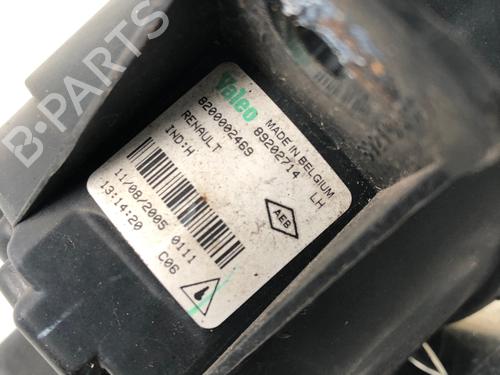 Valeo
MADE IN BELGIUM
8200002469
89202714 LH
RENAULT
IND:H
AEB
11/08/2005 0111
13:14:20 C06
B-PARTS